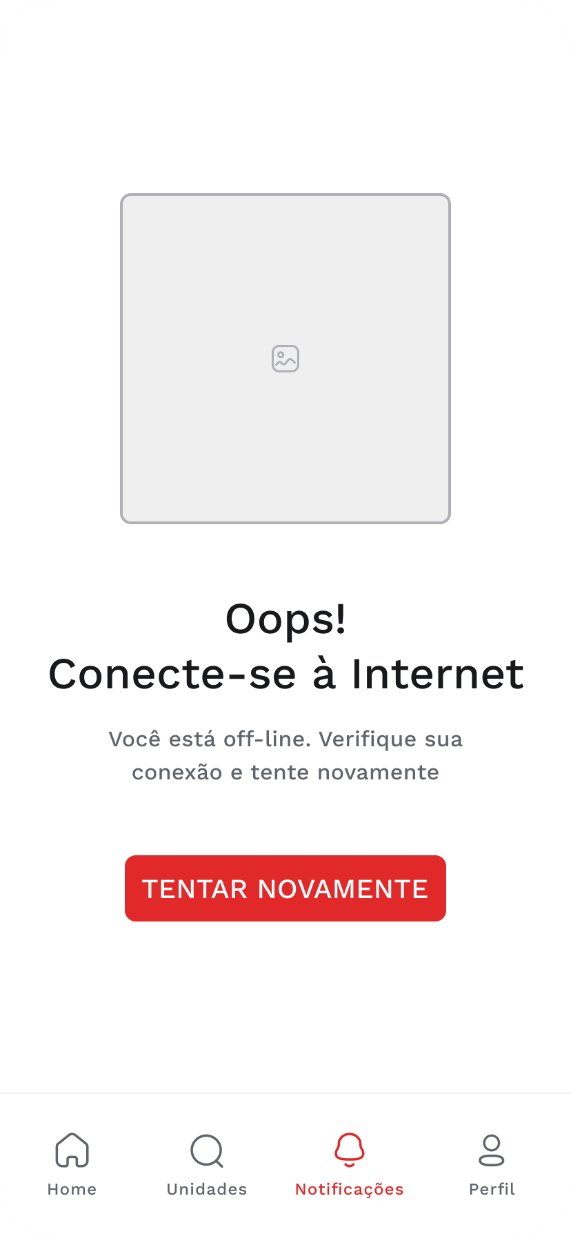 Oops!
Conecte-se à Internet
Você está off-line. Verifique sua
conexão e tente novamente
TENTAR NOVAMENTE
Home
Unidades
Notificações
Perfil